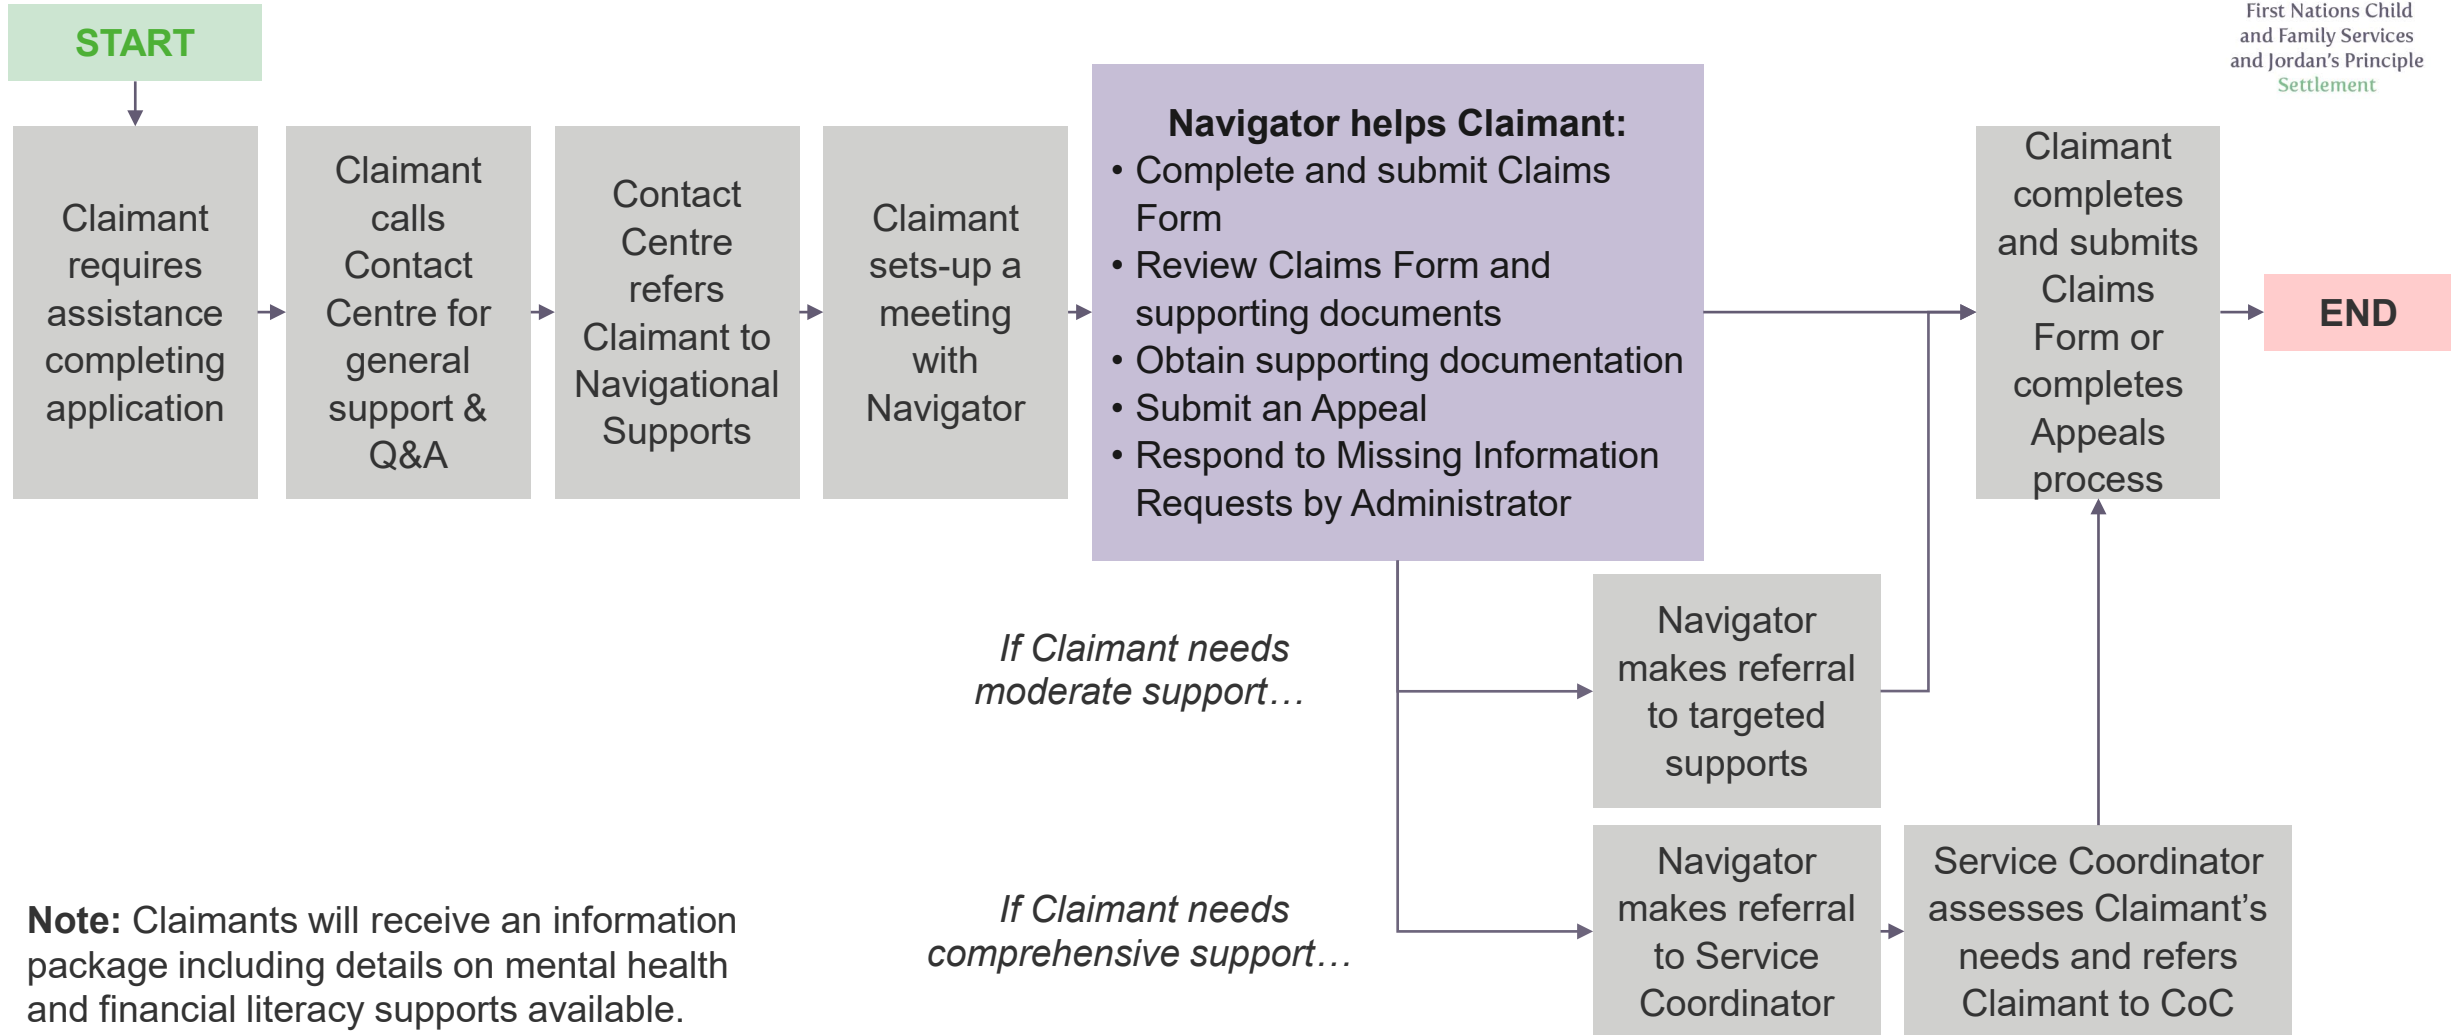 First Nations Child
and Family Services
and Jordan's Principle
Settlement
START
Claimant
requires
assistance
completing
application
Claimant
calls
Contact
Centre for
general
support &
Q&A
Contact
Centre
refers
Claimant to
Navigational
Supports
Claimant
sets-up a
meeting
with
Navigator
Navigator helps Claimant:
• Complete and submit Claims
Form
• Review Claims Form and
supporting documents
• Obtain supporting documentation
• Submit an Appeal
• Respond to Missing Information
Requests by Administrator
Claimant
completes
and submits
Claims
Form or
completes
Appeals
process
END
If Claimant needs
moderate support…
Navigator
makes referral
to targeted
supports
If Claimant needs
comprehensive support…
Navigator
makes referral
to Service
Coordinator
Service Coordinator
assesses Claimant’s
needs and refers
Claimant to CoC
Note: Claimants will receive an information
package including details on mental health
and financial literacy supports available.